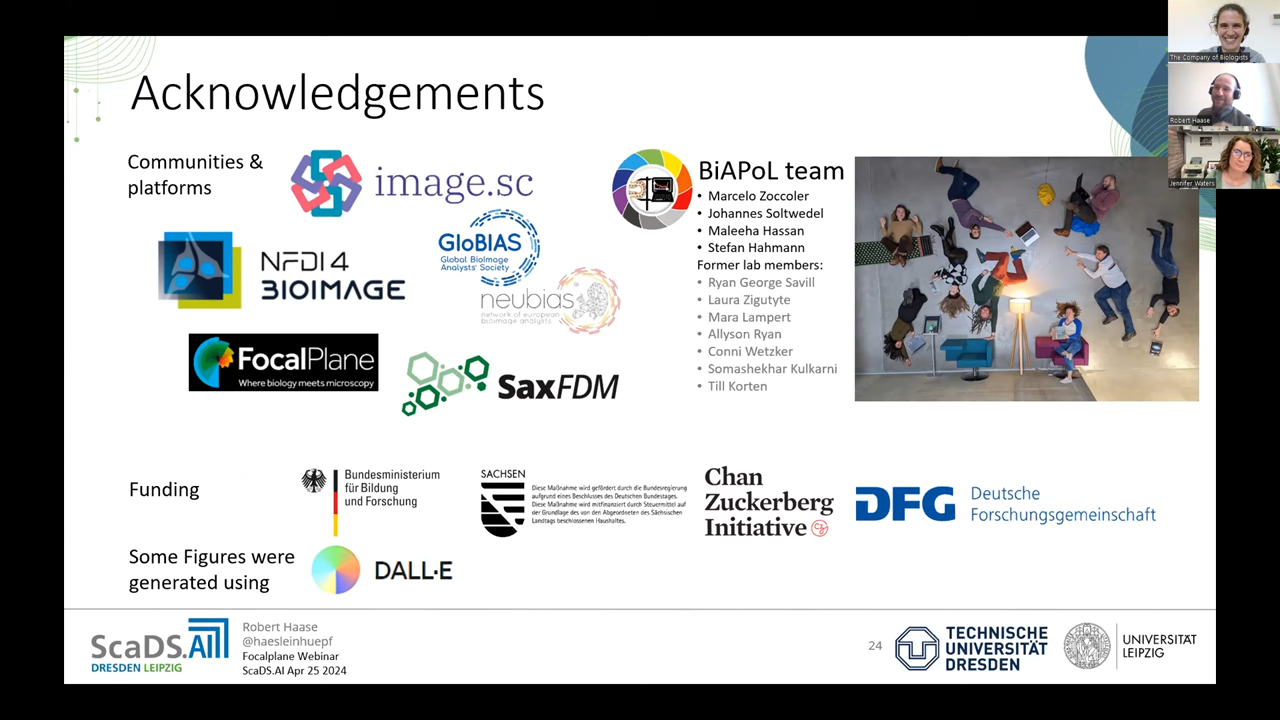 Acknowledgements
Communities &
platforms
image.sc
GloBIAS
Global BioImage
Analysts' Society
NFDI4
BIOIMAGE
neubias
network of european
bioimage analysts
FocalPlane
Where biology meets microscopy
SaxFDM
BiAPoL team
• Marcelo Zoccoler
• Johannes Soltwedel
• Maleeha Hassan
• Stefan Hahmann
Former lab members:
• Ryan George Savill
• Laura Zigutyte
• Mara Lampert
• Allyson Ryan
• Conni Wetzker
• Somashekhar Kulkarni
• Till Korten
The Company of Biologists
Robert Haase
Jennifer Waters
Funding
Bundesministerium
für Bildung
und Forschung
SACHSEN
Diese Maßnahme wird gefördert durch die Bundesregierung
aufgrund eines Beschlusses des Deutschen Bundestages.
Diese Maßnahme wird mitfinanziert durch Steuermittel auf
der Grundlage des von den Abgeordneten des Sächsischen
Landtags beschlossenen Haushaltes.
Chan
Zuckerberg
Initiative
DFG
Deutsche
Forschungsgemeinschaft
Some Figures were
generated using
DALL·E
ScaDS.AI
DRESDEN LEIPZIG
Robert Haase
@haesleinhuepf
Focalplane Webinar
ScaDS.AI Apr 25 2024
24
TECHNISCHE
UNIVERSITÄT
DRESDEN
UNIVERSITÄT
LEIPZIG